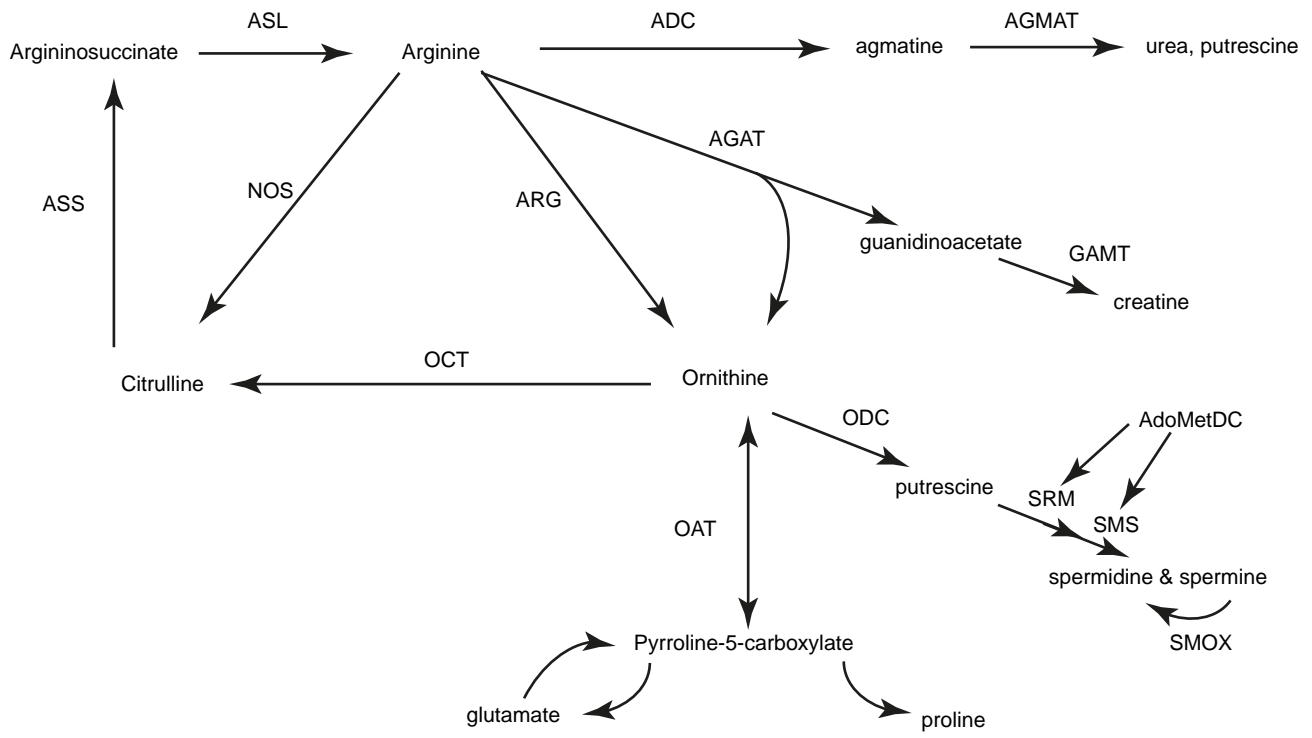 ASL
ADC
AGMAT
Argininosuccinate
Arginine
agmatine
urea, putrescine
AGAT
ASS
NOS
ARG
guanidinoacetate
GAMT
creatine
OCT
Citrulline
Ornithine
ODC
AdoMetDC
putrescine
SRM
SMS
OAT
spermidine & spermine
SMOX
Pyrroline-5-carboxylate
glutamate
proline